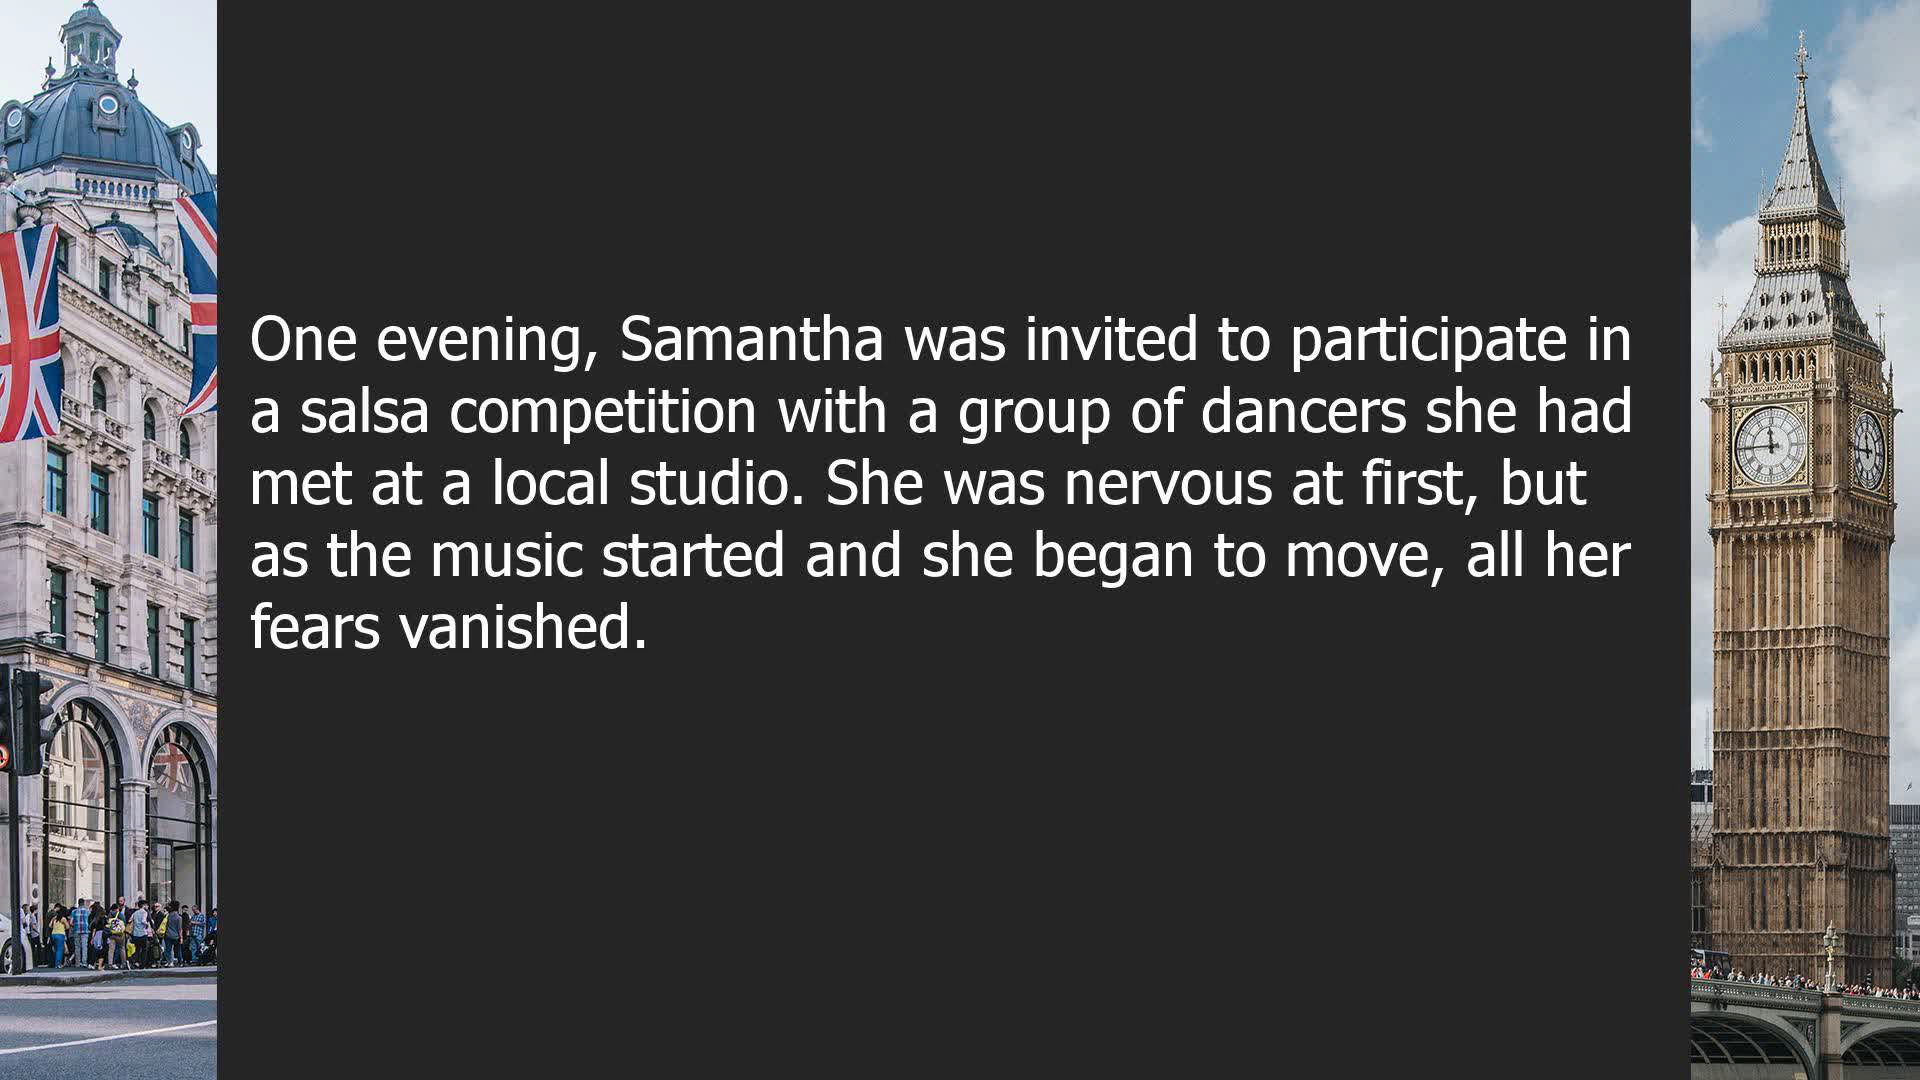 One evening, Samantha was invited to participate in
a salsa competition with a group of dancers she had
met at a local studio. She was nervous at first, but
as the music started and she began to move, all her
fears vanished.